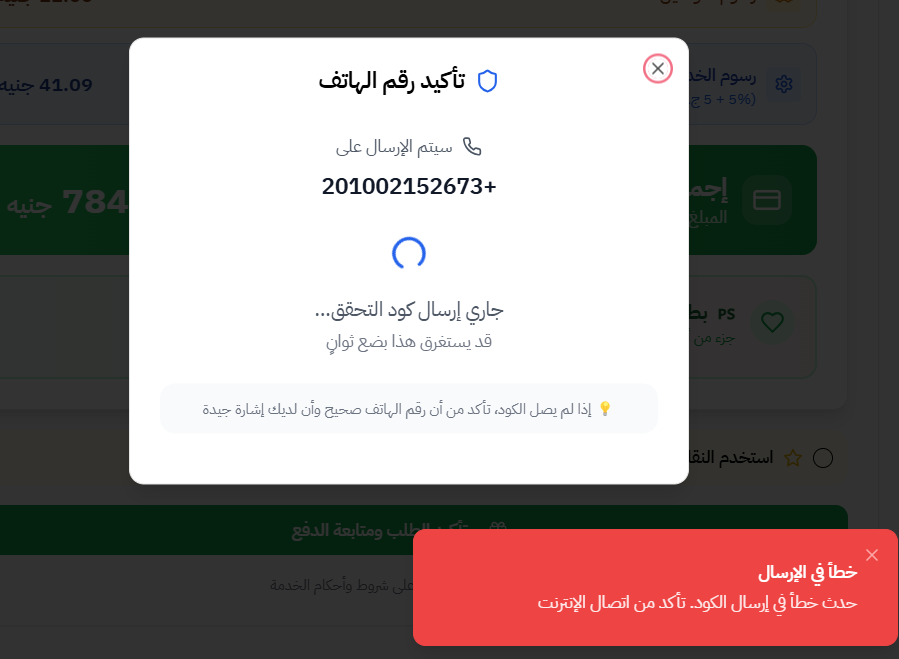 تأكيد رقم الهاتف
سيتم الإرسال على
201002152673+
جاري إرسال كود التحقق...
قد يستغرق هذا بضع ثوانٍ
💡 إذا لم يصل الكود، تأكد من أن رقم الهاتف صحيح وأن لديك إشارة جيدة
رسوم الخد
(5% + 5 ج.
41.09 جنيه
إجم
المبلغ
784 جنيه
PS بط
جزء من
استخدم النقا
تأكيد الطلب ومتابعة الدفع
على شروط وأحكام الخدمة
خطأ في الإرسال
حدث خطأ في إرسال الكود. تأكد من اتصال الإنترنت